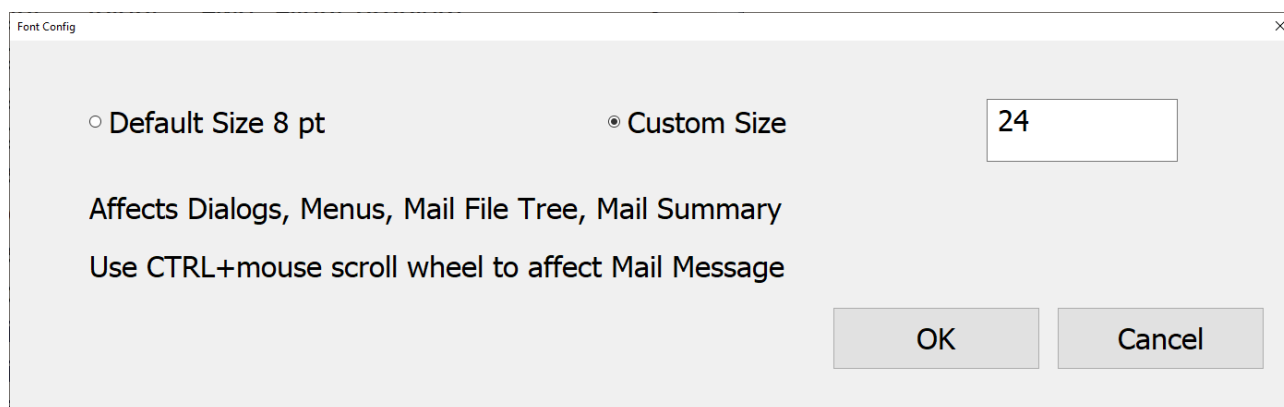 Font Config
Default Size 8 pt Custom Size 24
Affects Dialogs, Menus, Mail File Tree, Mail Summary
Use CTRL+mouse scroll wheel to affect Mail Message
OK Cancel